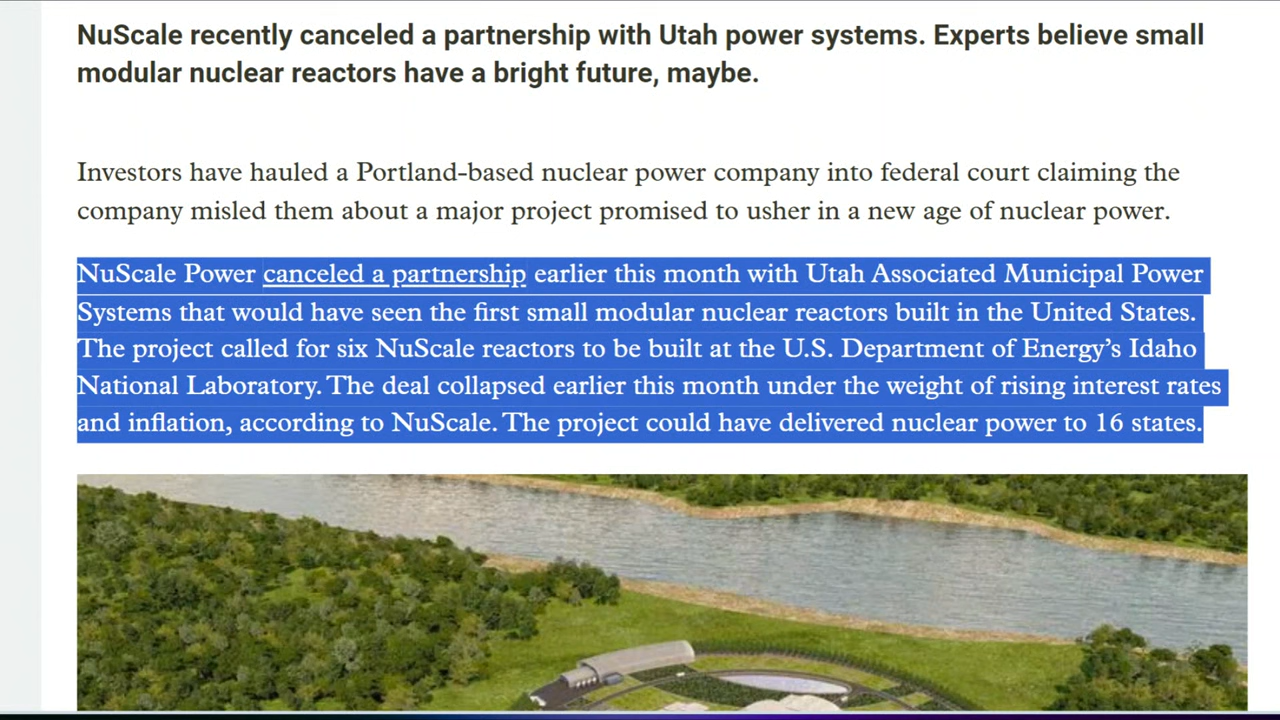 NuScale recently canceled a partnership with Utah power systems. Experts believe small
modular nuclear reactors have a bright future, maybe.
Investors have hauled a Portland-based nuclear power company into federal court claiming the
company misled them about a major project promised to usher in a new age of nuclear power.
NuScale Power canceled a partnership earlier this month with Utah Associated Municipal Power
Systems that would have seen the first small modular nuclear reactors built in the United States.
The project called for six NuScale reactors to be built at the U.S. Department of Energy’s Idaho
National Laboratory. The deal collapsed earlier this month under the weight of rising interest rates
and inflation, according to NuScale. The project could have delivered nuclear power to 16 states.